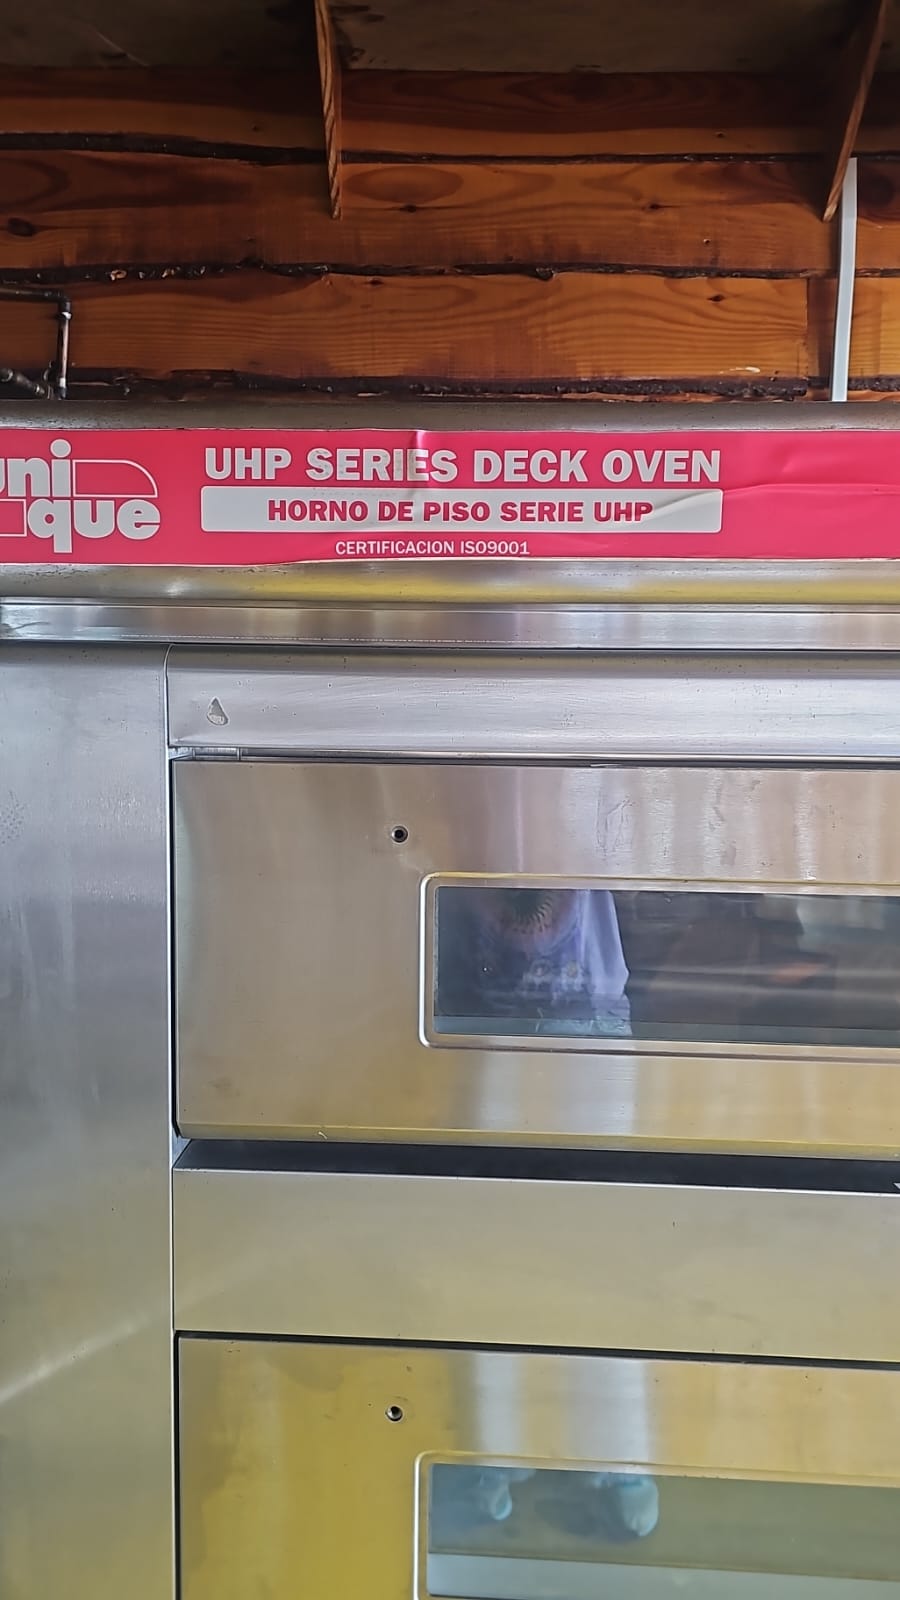 unique
UHP SERIES DECK OVEN
HORNO DE PISO SERIE UHP
CERTIFICACION ISO9001